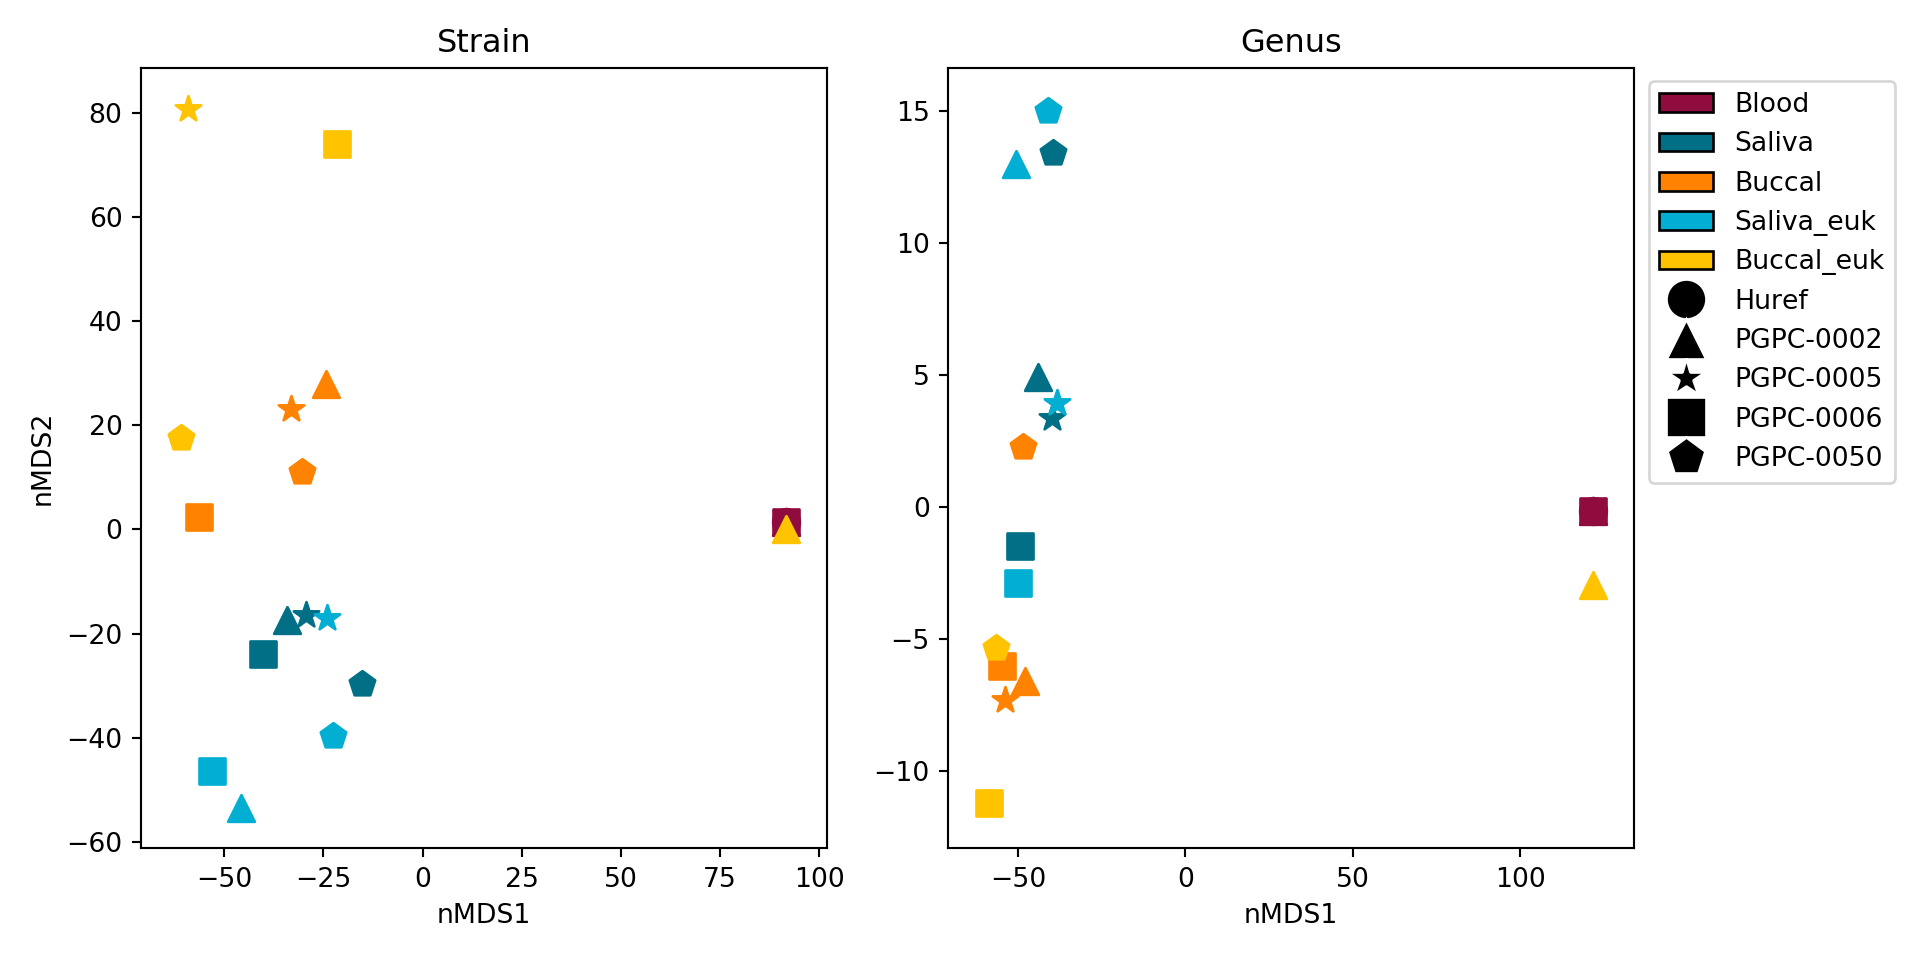 Strain
Genus
80
60
40
20
0
−20
−40
−60
nMDS2
−50
−25
0
25
50
75
100
nMDS1
15
10
5
0
−5
−10
−50
0
50
100
nMDS1
Blood
Saliva
Buccal
Saliva_euk
Buccal_euk
Huref
PGPC-0002
PGPC-0005
PGPC-0006
PGPC-0050